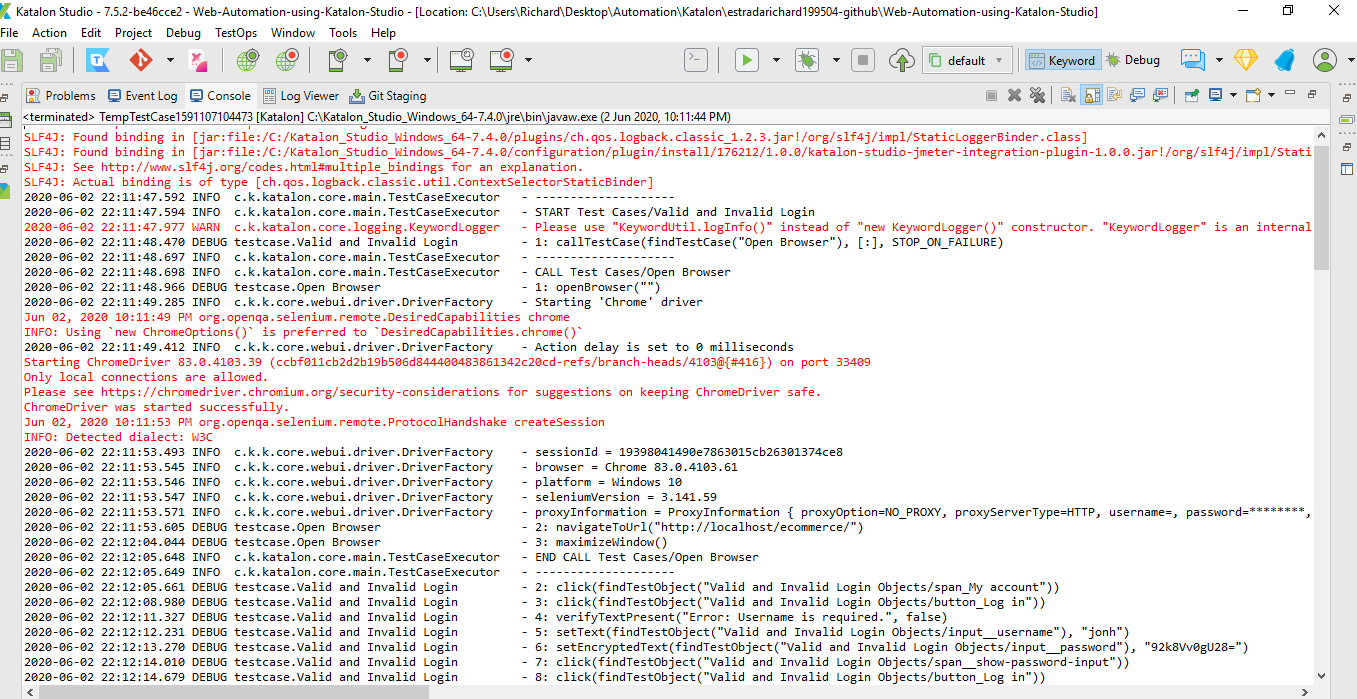 Katalon Studio - 7.5.2-be46cce2 - Web-Automation-using-Katalon-Studio - [Location: C:\Users\Richard\Desktop\Automation\Katalon\estradarichard199504-github\Web-Automation-using-Katalon-Studio]
File Action Edit Project Debug TestOps Window Tools Help
default Keyword Debug
Problems Event Log Console Log Viewer Git Staging
<terminated> TempTestCase1591107104473 [Katalon] C:\Katalon_Studio_Windows_64-7.4.0\jre\bin\javaw.exe (2 Jun 2020, 10:11:44 PM)
SLF4J: Found binding in [jar:file:/C:/Katalon_Studio_Windows_64-7.4.0/plugins/ch.qos.logback.classic_1.2.3.jar!/org/slf4j/impl/StaticLoggerBinder.class]
SLF4J: Found binding in [jar:file:/C:/Katalon_Studio_Windows_64-7.4.0/configuration/plugin/install/176212/1.0.0/katalon-studio-jmeter-integration-plugin-1.0.0.jar!/org/slf4j/impl/Stati
SLF4J: See http://www.slf4j.org/codes.html#multiple_bindings for an explanation.
SLF4J: Actual binding is of type [ch.qos.logback.classic.util.ContextSelectorStaticBinder]
2020-06-02 22:11:47.592 INFO  c.k.katalon.core.main.TestCaseExecutor   - --------------------
2020-06-02 22:11:47.594 INFO  c.k.katalon.core.main.TestCaseExecutor   - START Test Cases/Valid and Invalid Login
2020-06-02 22:11:47.977 WARN  c.k.katalon.core.logging.KeywordLogger   - Please use "KeywordUtil.logInfo()" instead of "new KeywordLogger()" constructor. "KeywordLogger" is an internal
2020-06-02 22:11:48.470 DEBUG testcase.Valid and Invalid Login         - 1: callTestCase(findTestCase("Open Browser"), [:], STOP_ON_FAILURE)
2020-06-02 22:11:48.697 INFO  c.k.katalon.core.main.TestCaseExecutor   - --------------------
2020-06-02 22:11:48.698 INFO  c.k.katalon.core.main.TestCaseExecutor   - CALL Test Cases/Open Browser
2020-06-02 22:11:48.966 DEBUG testcase.Open Browser                    - 1: openBrowser("")
2020-06-02 22:11:49.285 INFO  c.k.k.core.webui.driver.DriverFactory    - Starting 'Chrome' driver
Jun 02, 2020 10:11:49 PM org.openqa.selenium.remote.DesiredCapabilities chrome
INFO: Using `new ChromeOptions()` is preferred to `DesiredCapabilities.chrome()`
2020-06-02 22:11:49.412 INFO  c.k.k.core.webui.driver.DriverFactory    - Action delay is set to 0 milliseconds
Starting ChromeDriver 83.0.4103.39 (ccbf011cb2d2b19b506d844400483861342c20cd-refs/branch-heads/4103@{#416}) on port 33409
Only local connections are allowed.
Please see https://chromedriver.chromium.org/security-considerations for suggestions on keeping ChromeDriver safe.
ChromeDriver was started successfully.
Jun 02, 2020 10:11:53 PM org.openqa.selenium.remote.ProtocolHandshake createSession
INFO: Detected dialect: W3C
2020-06-02 22:11:53.493 INFO  c.k.k.core.webui.driver.DriverFactory    - sessionId = 19398041490e7863015cb26301374ce8
2020-06-02 22:11:53.545 INFO  c.k.k.core.webui.driver.DriverFactory    - browser = Chrome 83.0.4103.61
2020-06-02 22:11:53.546 INFO  c.k.k.core.webui.driver.DriverFactory    - platform = Windows 10
2020-06-02 22:11:53.547 INFO  c.k.k.core.webui.driver.DriverFactory    - seleniumVersion = 3.141.59
2020-06-02 22:11:53.571 INFO  c.k.k.core.webui.driver.DriverFactory    - proxyInformation = ProxyInformation { proxyOption=NO_PROXY, proxyServerType=HTTP, username=, password=********,
2020-06-02 22:11:53.605 DEBUG testcase.Open Browser                    - 2: navigateToUrl("http://localhost/ecommerce/")
2020-06-02 22:12:04.044 DEBUG testcase.Open Browser                    - 3: maximizeWindow()
2020-06-02 22:12:05.648 INFO  c.k.katalon.core.main.TestCaseExecutor   - END CALL Test Cases/Open Browser
2020-06-02 22:12:05.649 INFO  c.k.katalon.core.main.TestCaseExecutor   - --------------------
2020-06-02 22:12:05.661 DEBUG testcase.Valid and Invalid Login         - 2: click(findTestObject("Valid and Invalid Login Objects/span_My account"))
2020-06-02 22:12:08.980 DEBUG testcase.Valid and Invalid Login         - 3: click(findTestObject("Valid and Invalid Login Objects/button_Log in"))
2020-06-02 22:12:11.327 DEBUG testcase.Valid and Invalid Login         - 4: verifyTextPresent("Error: Username is required.", false)
2020-06-02 22:12:12.231 DEBUG testcase.Valid and Invalid Login         - 5: setText(findTestObject("Valid and Invalid Login Objects/input__username"), "jonh")
2020-06-02 22:12:13.270 DEBUG testcase.Valid and Invalid Login         - 6: setEncryptedText(findTestObject("Valid and Invalid Login Objects/input__password"), "92k8Vv0gU28=")
2020-06-02 22:12:14.010 DEBUG testcase.Valid and Invalid Login         - 7: click(findTestObject("Valid and Invalid Login Objects/span__show-password-input"))
2020-06-02 22:12:14.679 DEBUG testcase.Valid and Invalid Login         - 8: click(findTestObject("Valid and Invalid Login Objects/button_Log in"))